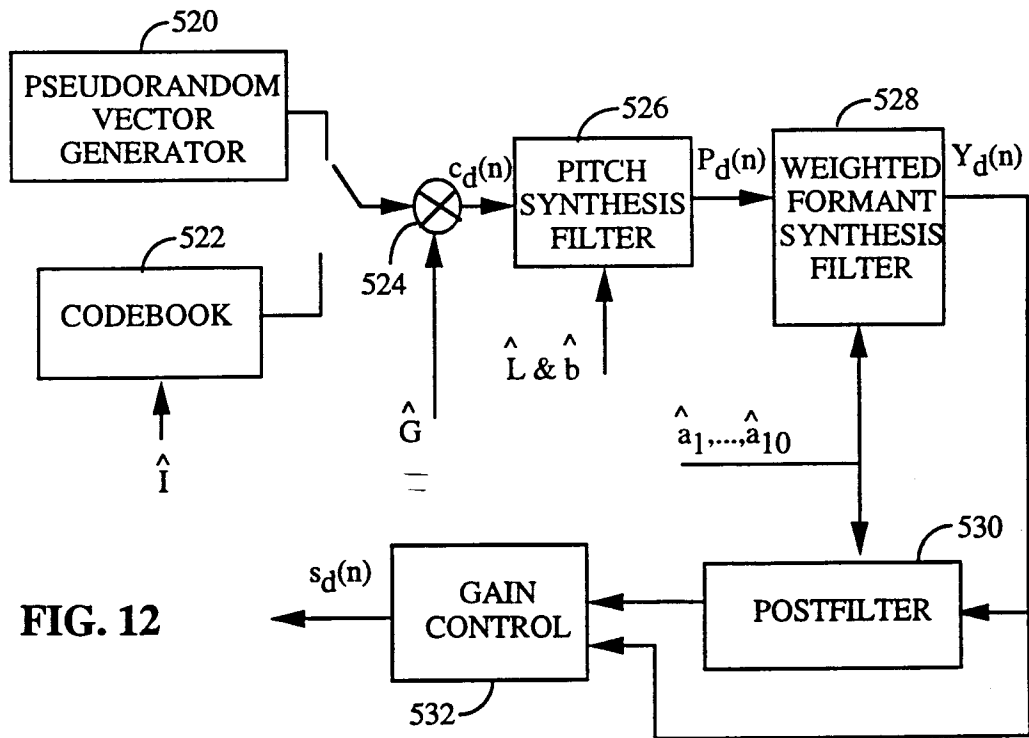 520
PSEUDORANDOM
VECTOR
GENERATOR
522
CODEBOOK
Î
524
c_d(n)
Ĝ
526
PITCH
SYNTHESIS
FILTER
L̂ & b̂
P_d(n)
528
WEIGHTED
FORMANT
SYNTHESIS
FILTER
Y_d(n)
â_1,...,â_10
530
POSTFILTER
GAIN
CONTROL
532
s_d(n)
FIG. 12